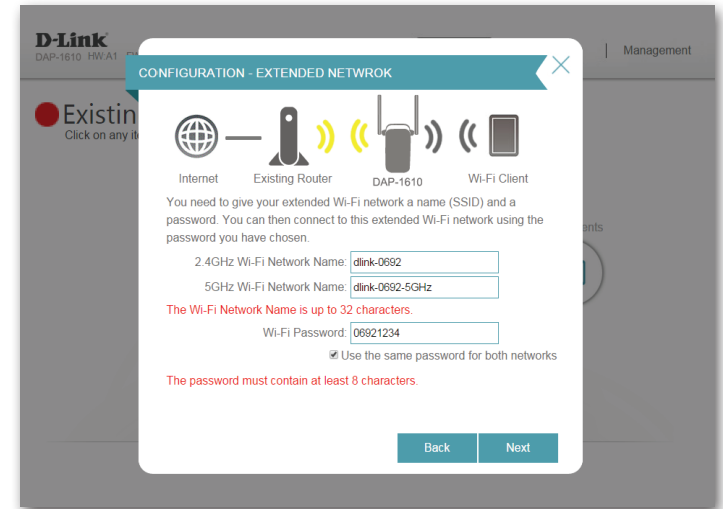 D-Link
DAP-1610 HW:A1
Management
CONFIGURATION - EXTENDED NETWROK
Click on any
Internet
Existing Router
DAP-1610
Wi-Fi Client
You need to give your extended Wi-Fi network a name (SSID) and a
password. You can then connect to this extended Wi-Fi network using the
password you have chosen.
2.4GHz Wi-Fi Network Name: dlink-0692
5GHz Wi-Fi Network Name: dlink-0692-5GHz
The Wi-Fi Network Name is up to 32 characters.
Wi-Fi Password: 06921234
Use the same password for both networks
The password must contain at least 8 characters.
Back Next